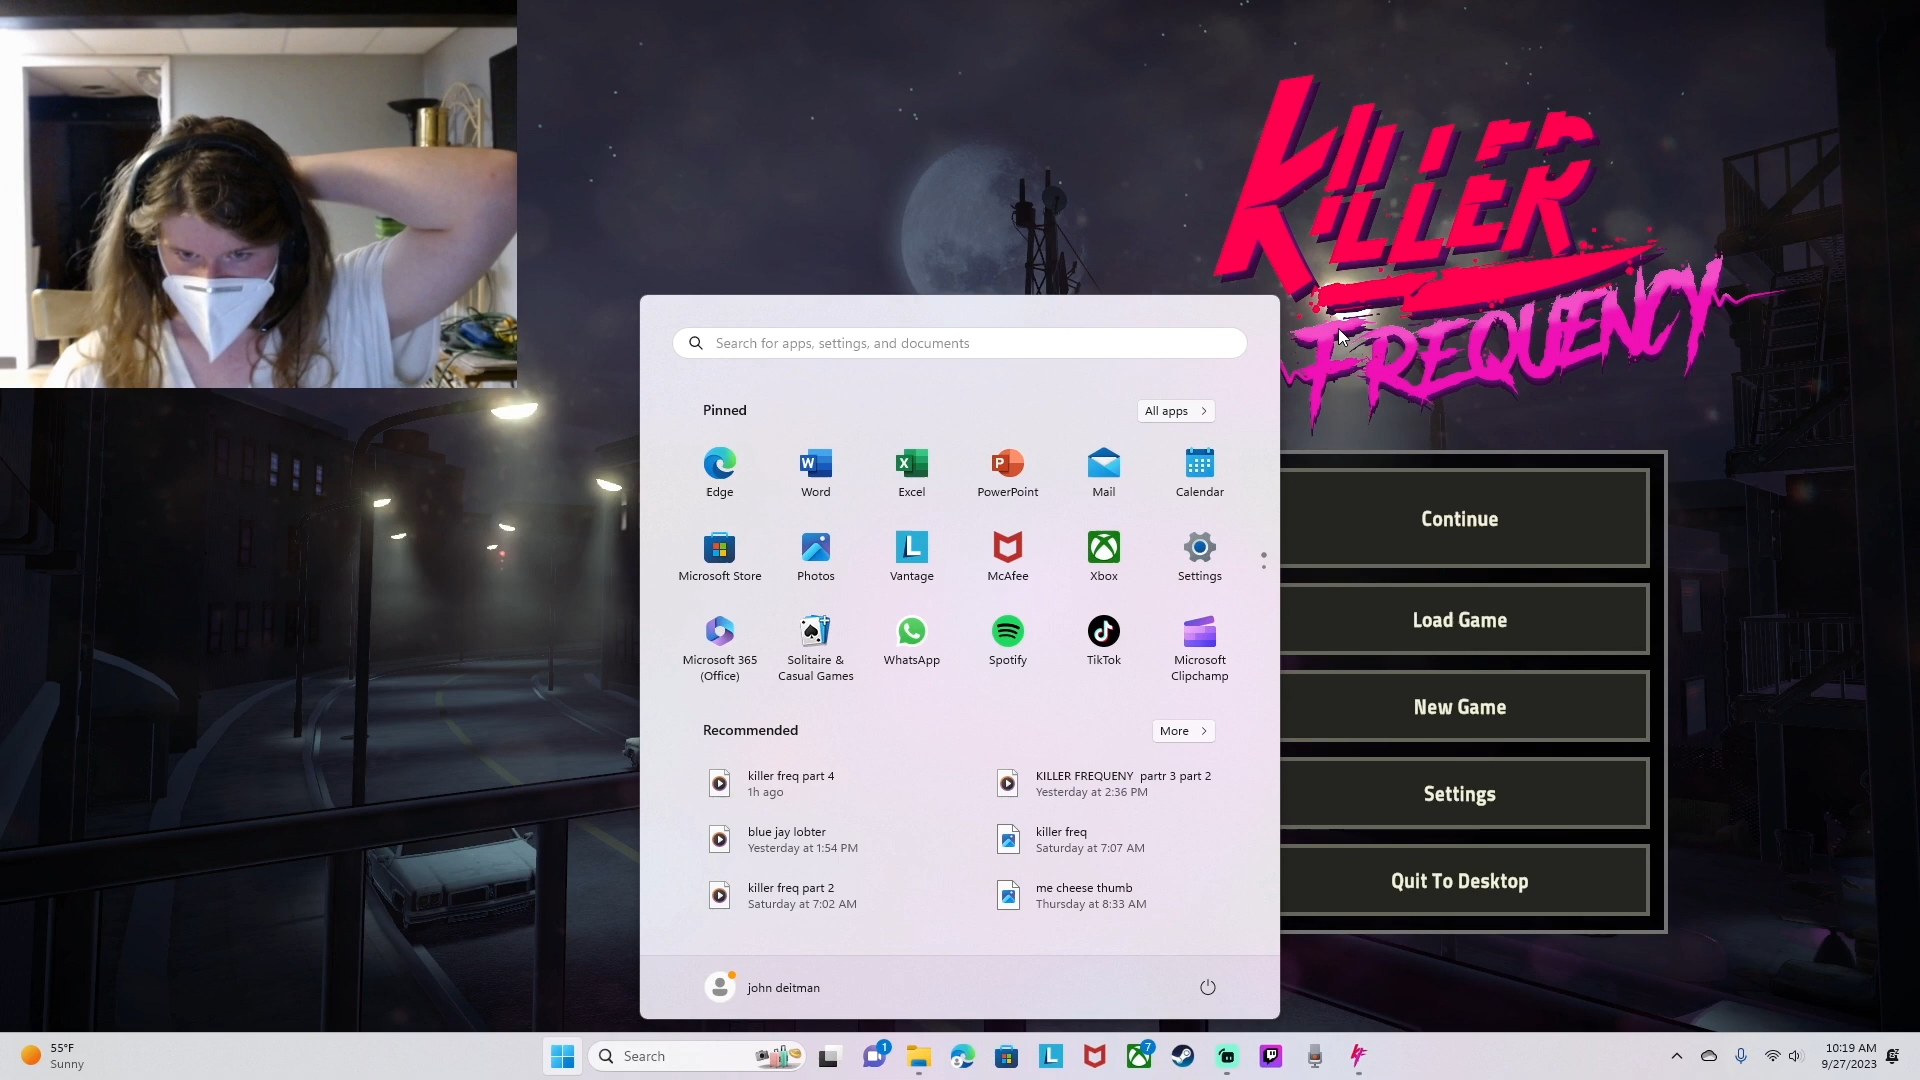 KILLER
FREQUENCY
Search for apps, settings, and documents
Pinned
All apps
Edge
Word
Excel
PowerPoint
Mail
Calendar
Microsoft Store
Photos
Vantage
McAfee
Xbox
Settings
Microsoft 365
(Office)
Solitaire &
Casual Games
WhatsApp
Spotify
TikTok
Microsoft
Clipchamp
Recommended
More
killer freq part 4
1h ago
KILLER FREQUENY partr 3 part 2
Yesterday at 2:36 PM
blue jay lobter
Yesterday at 1:54 PM
killer freq
Saturday at 7:07 AM
killer freq part 2
Saturday at 7:02 AM
me cheese thumb
Thursday at 8:33 AM
john deitman
Continue
Load Game
New Game
Settings
Quit To Desktop
55°F
Sunny
Search
1
7
10:19 AM
9/27/2023